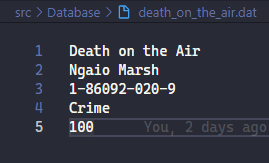 src > Database > death_on_the_air.dat
1 Death on the Air
2 Ngaio Marsh
3 1-86092-020-9
4 Crime
5 100 You, 2 days ago